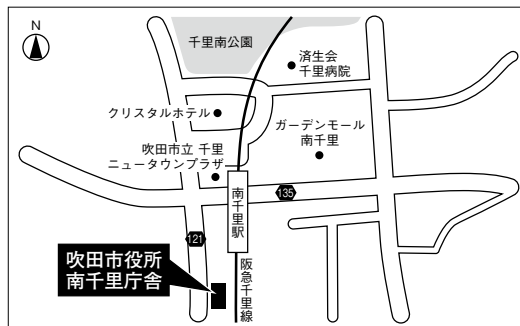 N
千里南公園
済生会
千里病院
クリスタルホテル
ガーデンモール
南千里
吹田市立 千里
ニュータウンプラザ
135
南千里駅
121
吹田市役所
南千里庁舎
阪急千里線